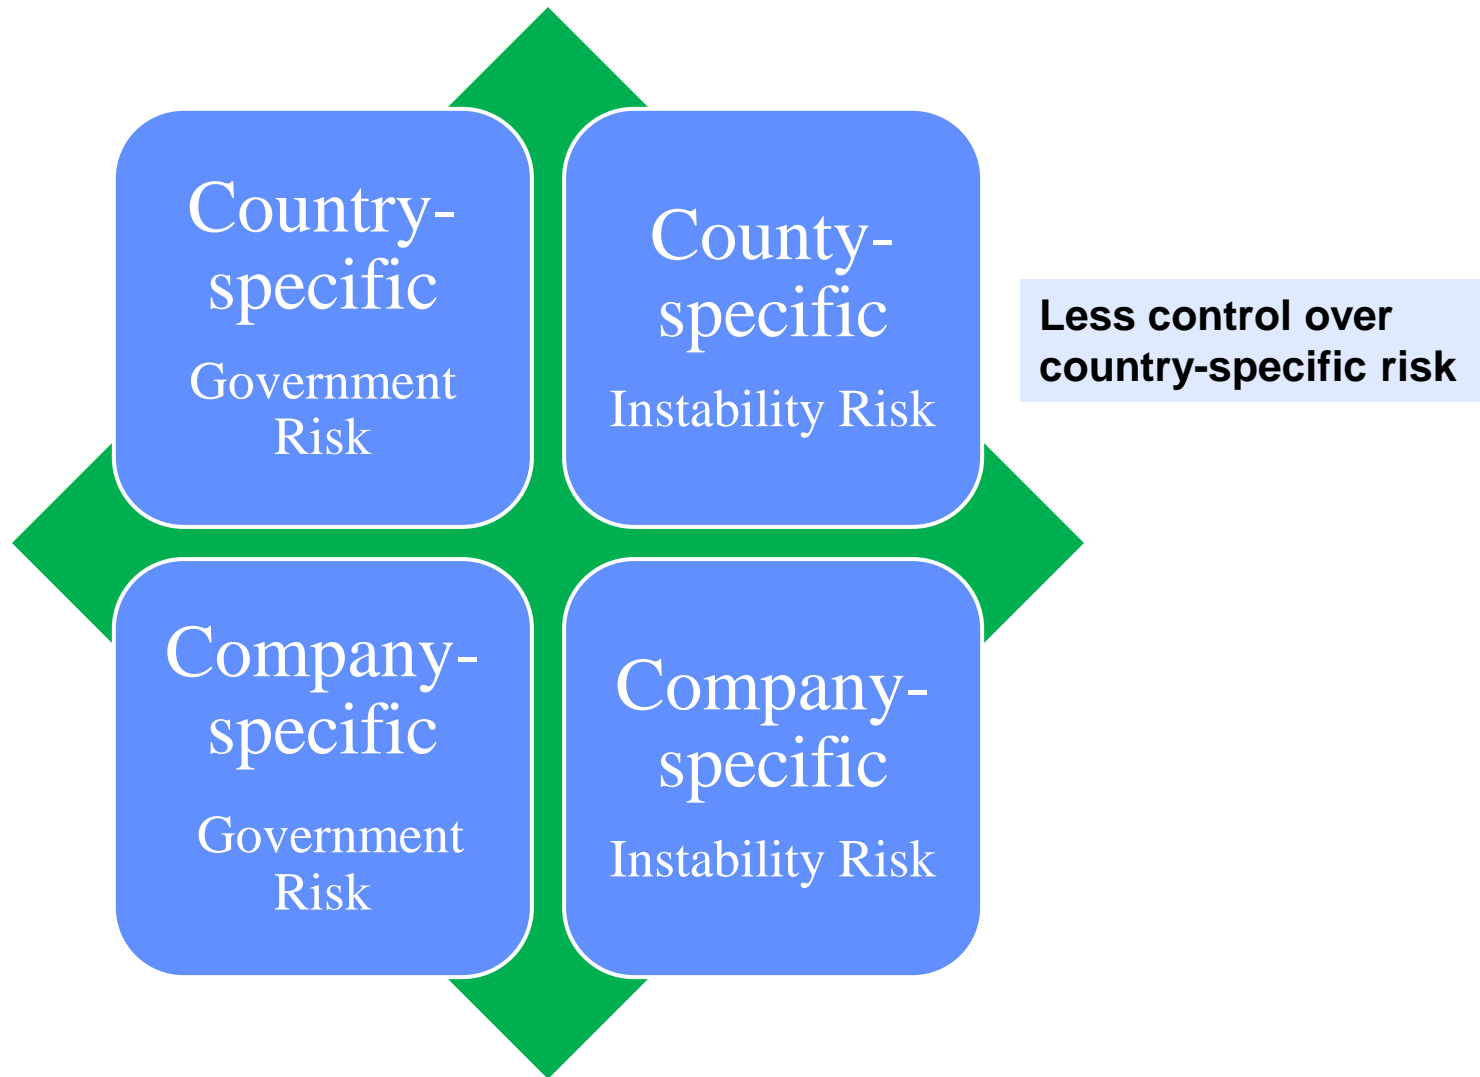 Country-
specific
Government
Risk
County-
specific
Instability Risk
Less control over
country-specific risk
Company-
specific
Government
Risk
Company-
specific
Instability Risk